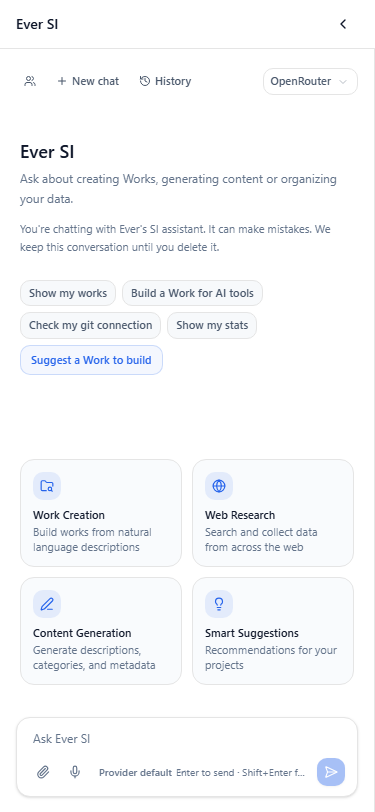 Ever SI
New chat
History
OpenRouter
Ever SI
Ask about creating Works, generating content or organizing
your data.
You're chatting with Ever's SI assistant. It can make mistakes. We
keep this conversation until you delete it.
Show my works
Build a Work for AI tools
Check my git connection
Show my stats
Suggest a Work to build
Work Creation
Build works from natural
language descriptions
Web Research
Search and collect data
from across the web
Content Generation
Generate descriptions,
categories, and metadata
Smart Suggestions
Recommendations for your
projects
Ask Ever SI
Provider default Enter to send · Shift+Enter f...